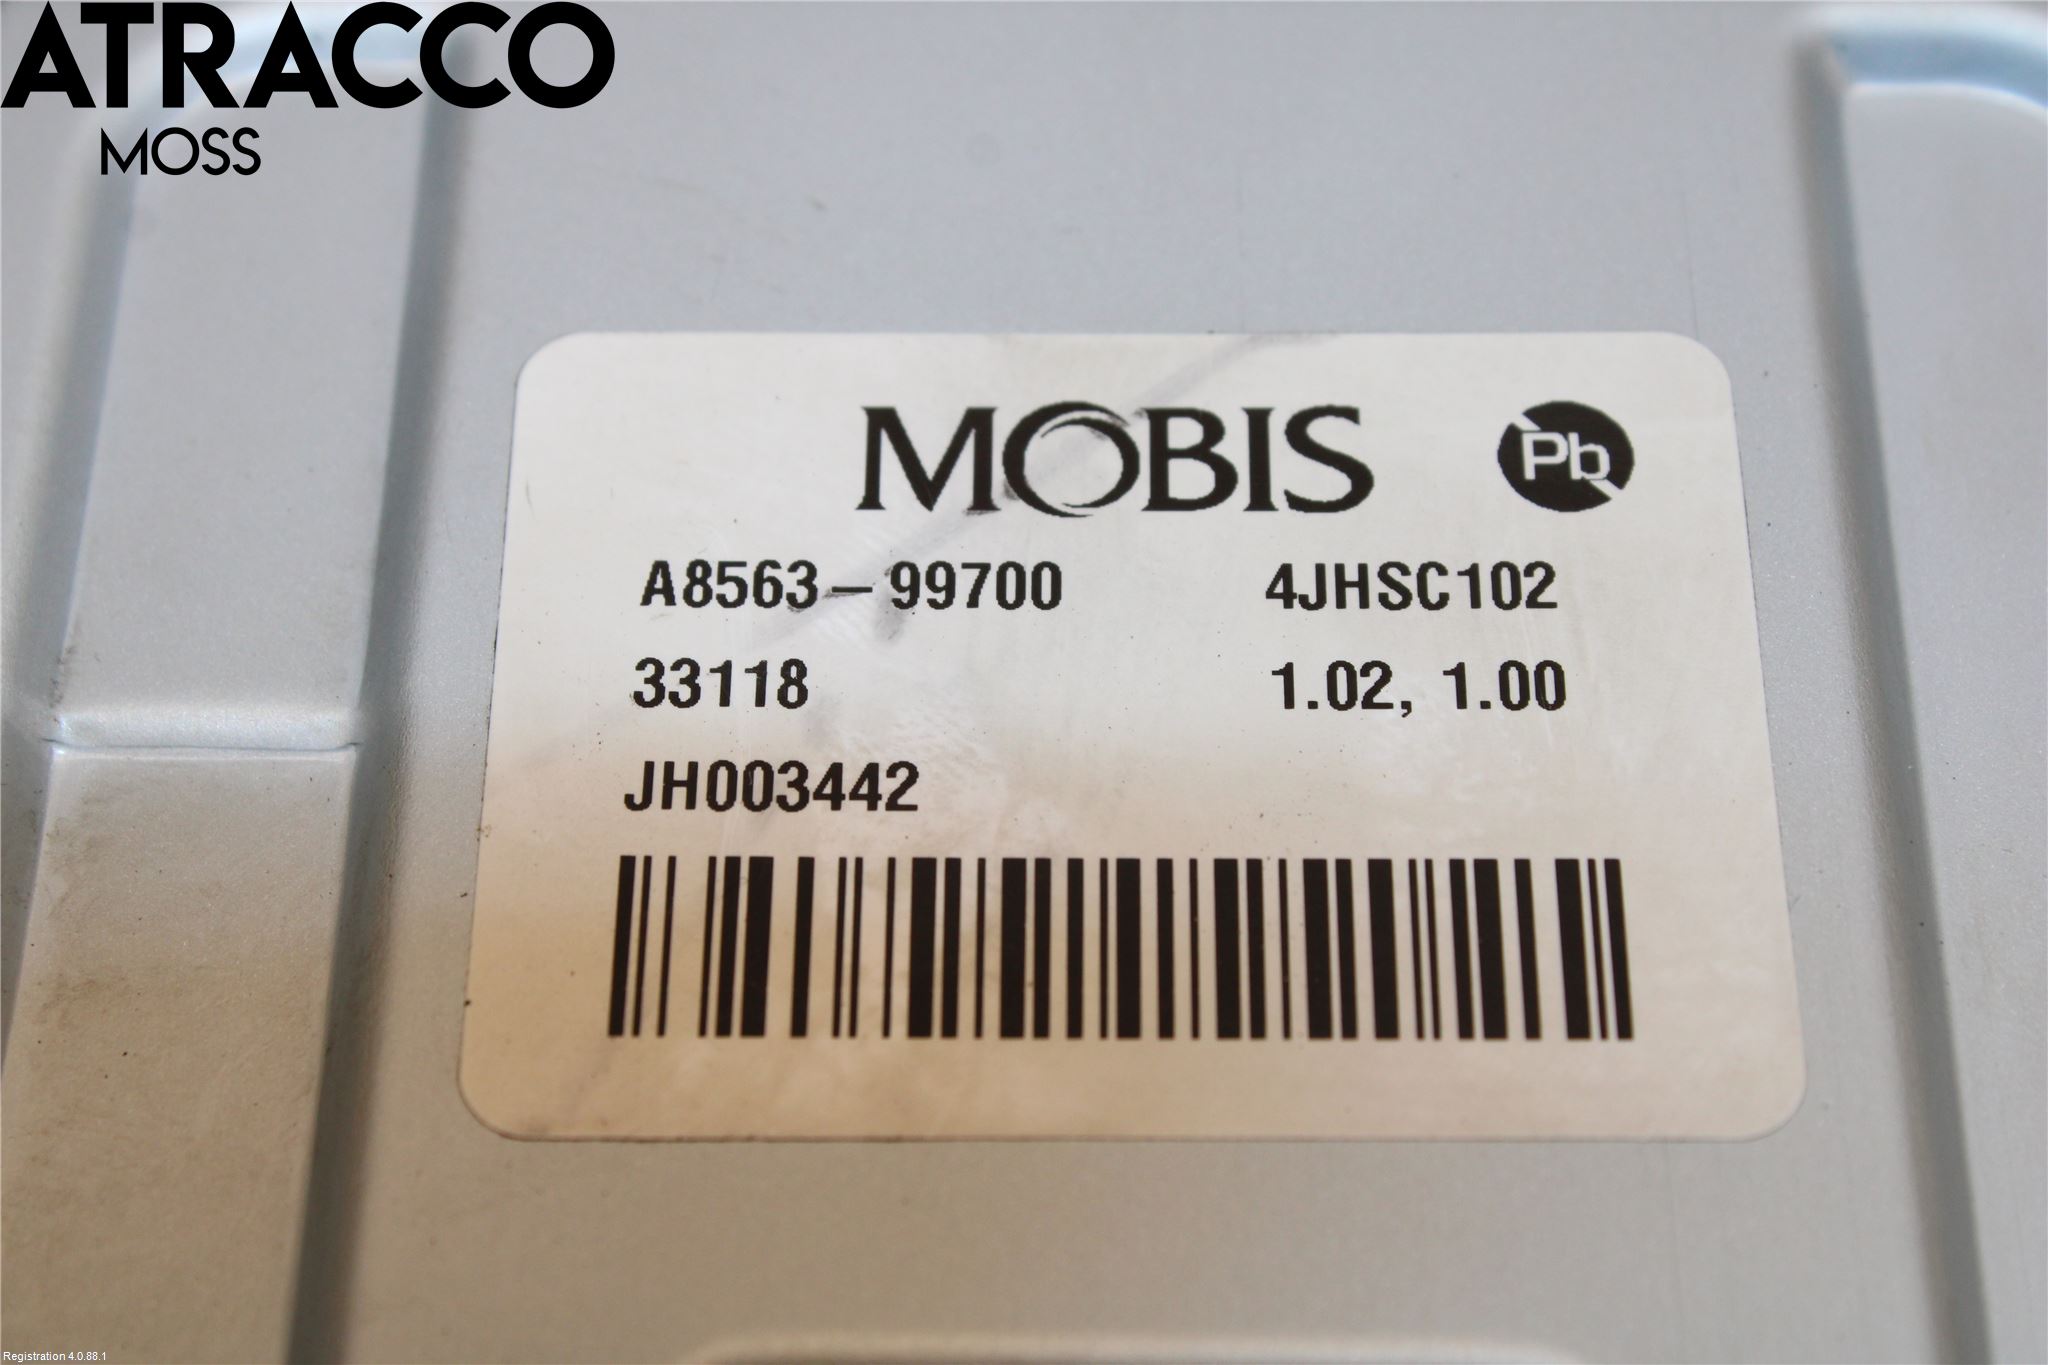 ATRACCO
MOSS
MOBIS Pb
A8563-99700 4JHSC102
33118 1.02, 1.00
JH003442
Registration 4.0.88.1